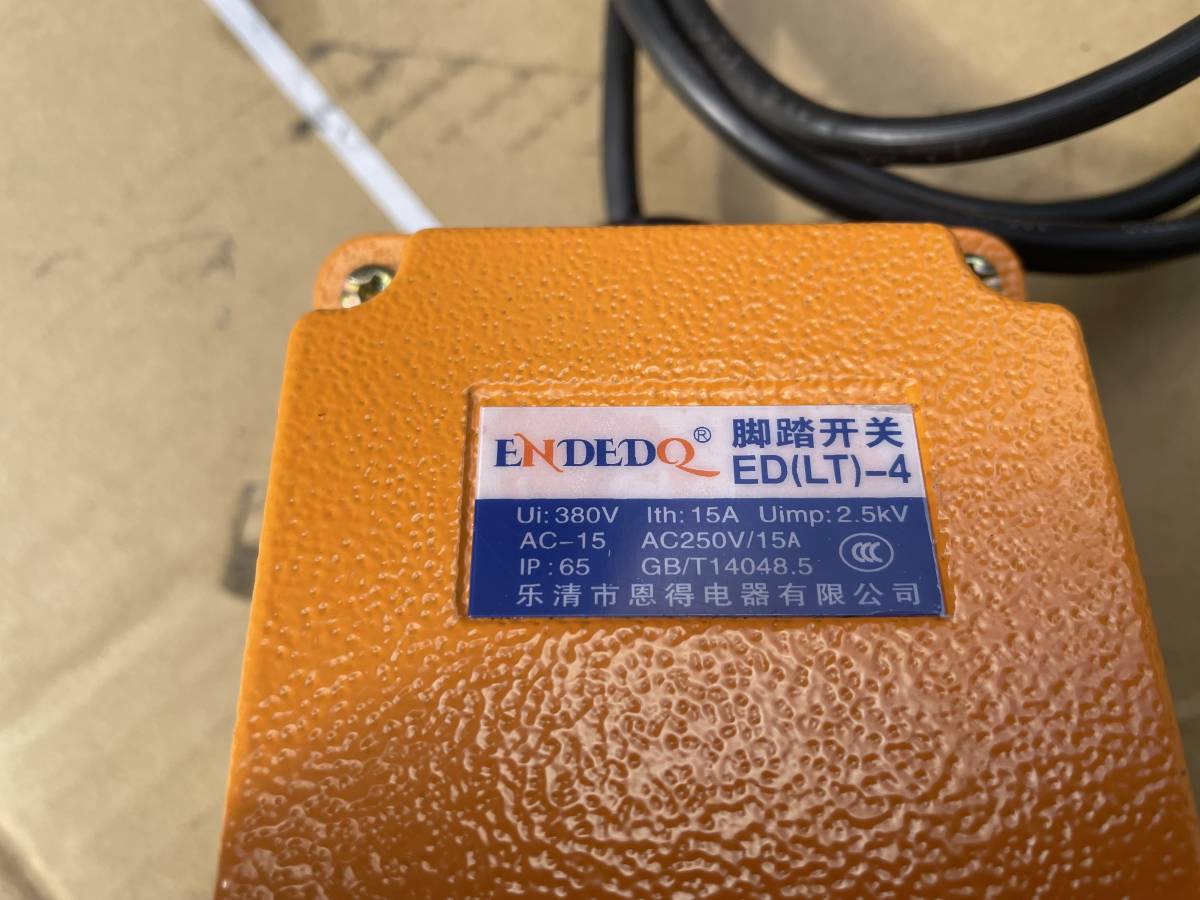 ENDEDQ® 脚踏开关
ED(LT)-4
Ui: 380V Ith: 15A Uimp: 2.5kV
AC-15 AC250V/15A
IP: 65 GB/T14048.5 CCC
乐清市恩得电器有限公司